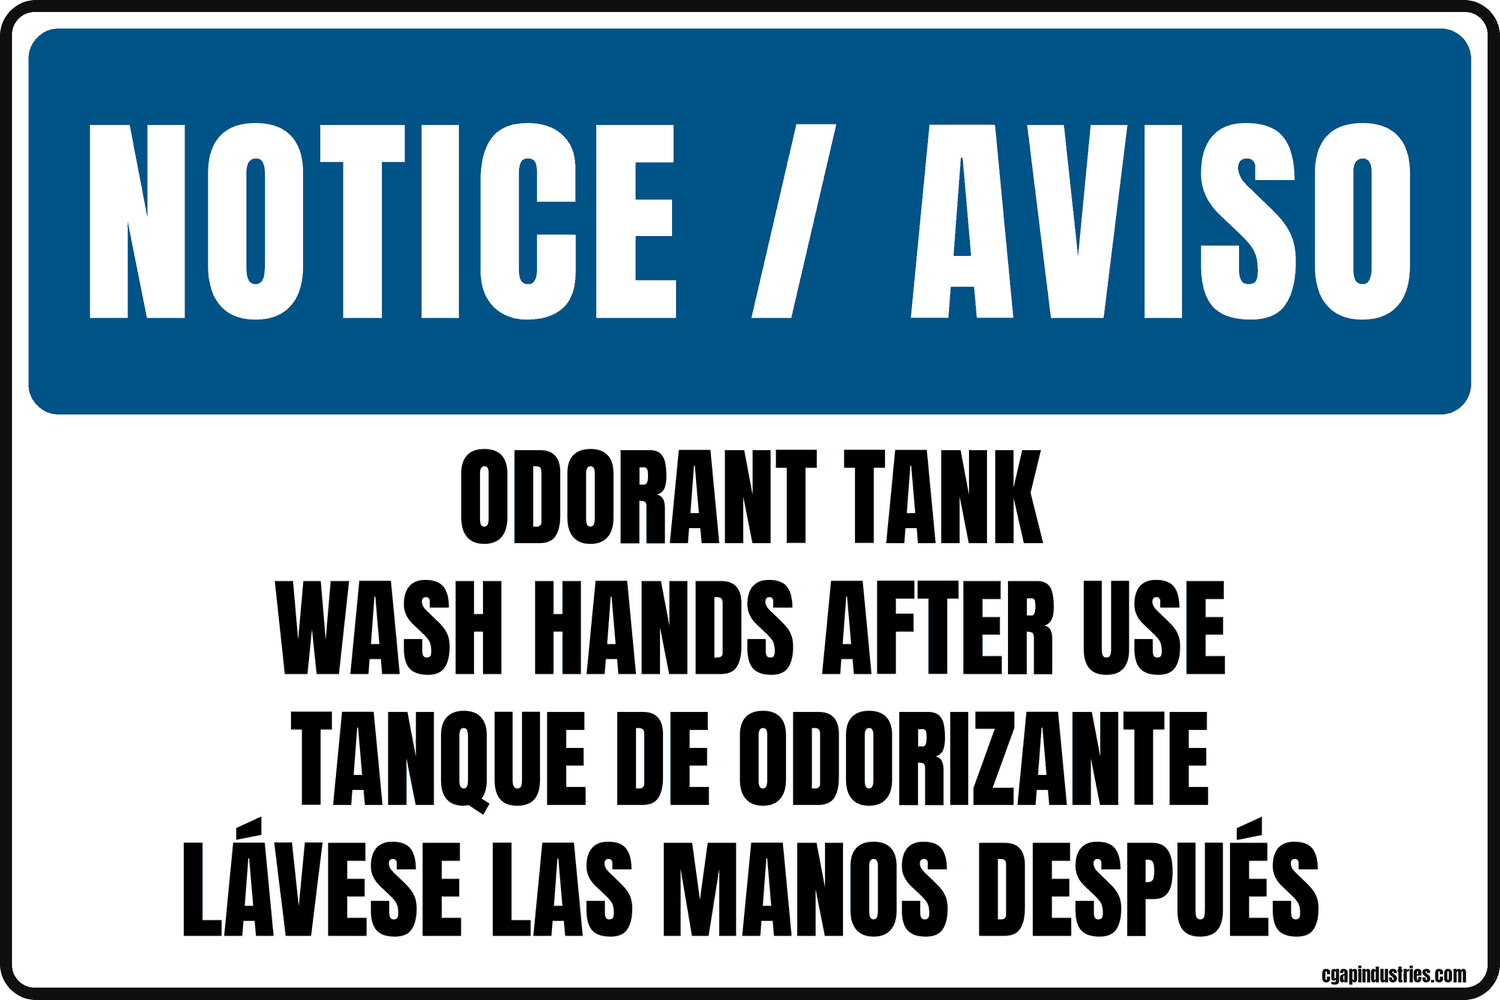 NOTICE / AVISO
ODORANT TANK
WASH HANDS AFTER USE
TANQUE DE ODORIZANTE
LÁVESE LAS MANOS DESPUÉS
cgapindustries.com